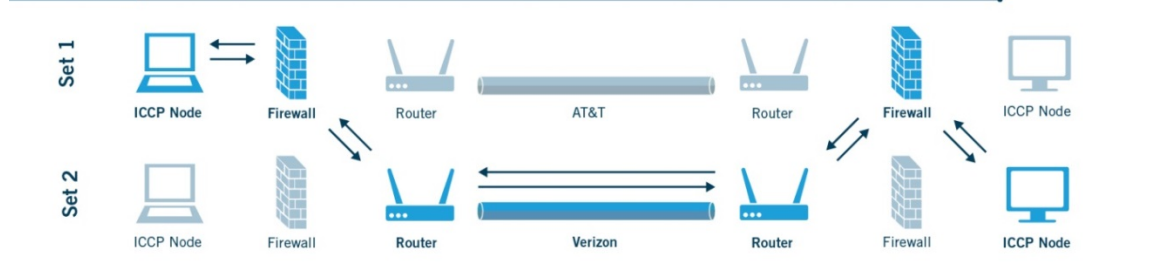 Set 1
ICCP Node
Firewall
Router
AT&T
Router
Firewall
ICCP Node
Set 2
ICCP Node
Firewall
Router
Verizon
Router
Firewall
ICCP Node